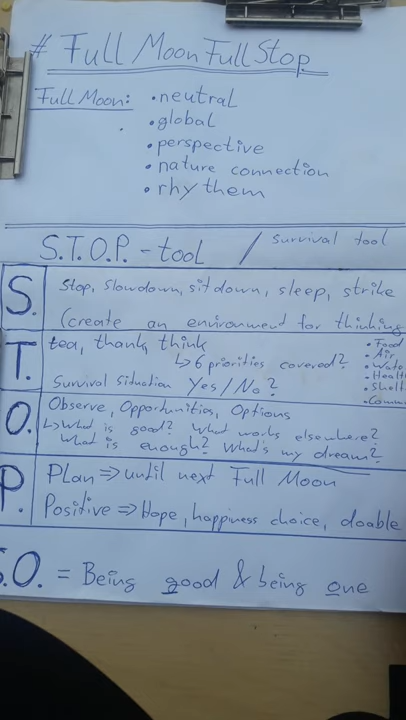 # Full Moon Full Stop
Full Moon: • neutral
• global
• perspective
• nature connection
• rhythem
S.T.O.P. - tool / survival tool
S. Stop, Slowdown, sit down, sleep, strike
(create an environment for thinking
T. tea, thank, think
↳ 6 priorities covered?
Survival situation Yes / No?
• Food
• Air
• Wate
• Health
• Shelt
• Commu
O. Observe, Opportunities, Options
↳ What is good? What works elsewhere?
What is enough? What's my dream?
P. Plan ⇒ until next Full Moon
Positive ⇒ Hope, happiness choice, doable
.O. = Being good & being one